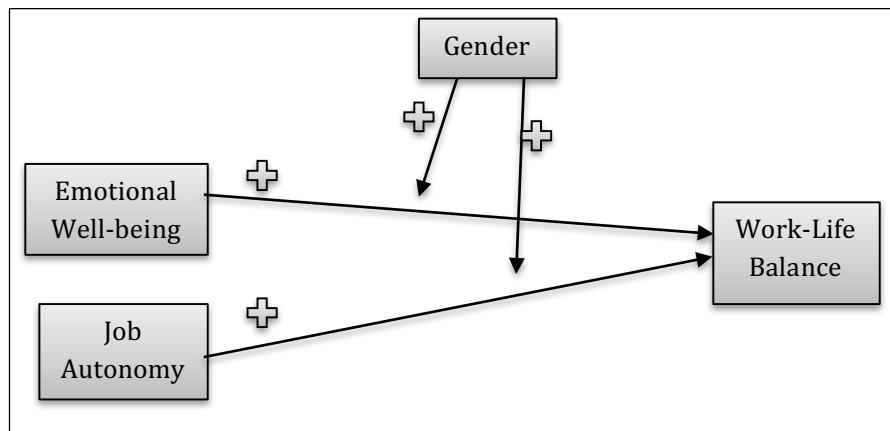 Gender
Emotional
Well-being
Work-Life
Balance
Job
Autonomy